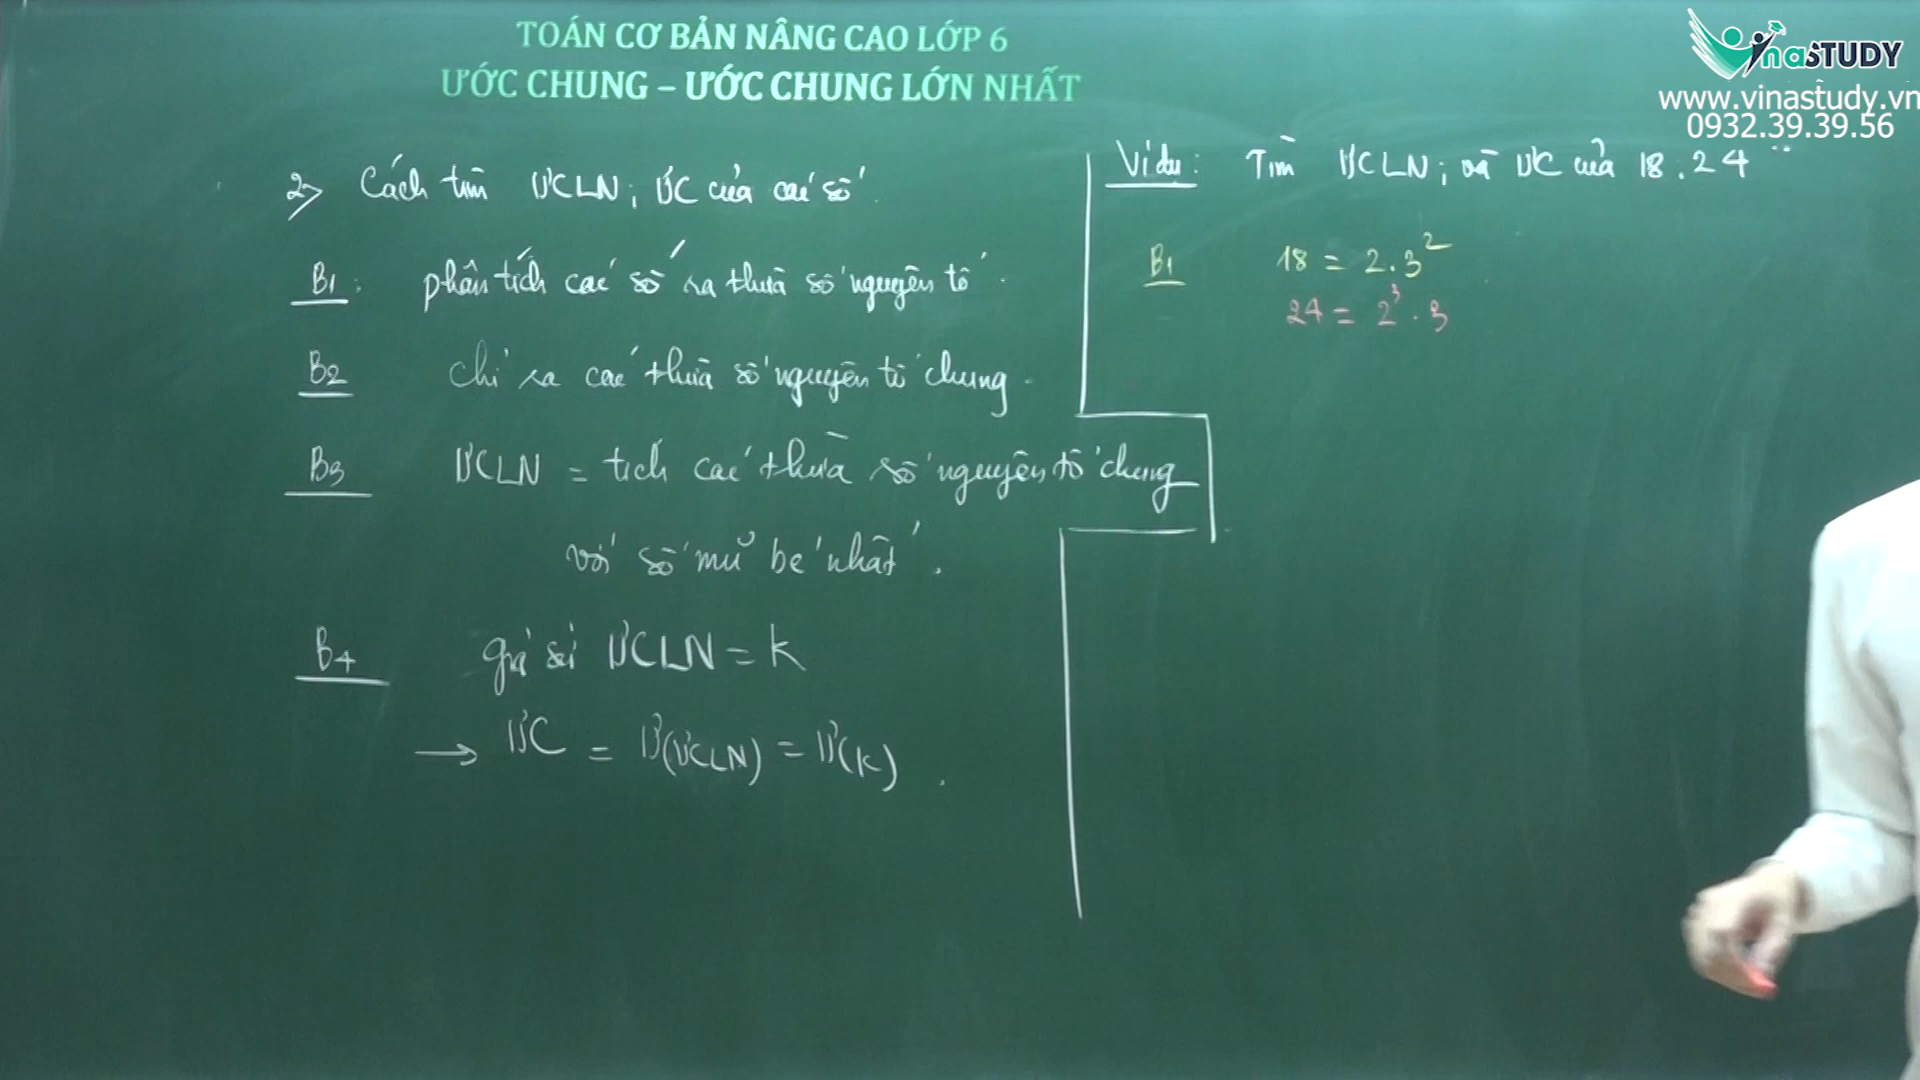 TOÁN CƠ BẢN NÂNG CAO LỚP 6
ƯỚC CHUNG – ƯỚC CHUNG LỚN NHẤT
VinaSTUDY
www.vinastudy.vn
0932.39.39.56
2> Cách tìm ƯCLN; ƯC của các số.
B1: phân tích các số ra thừa số nguyên tố.
B2 chỉ ra các thừa số nguyên tố chung.
B3 ƯCLN = tích các thừa số nguyên tố chung
với số mũ bé nhất.
B4 giả sử ƯCLN = k
→ ƯC = Ư(ƯCLN) = Ư(k).
Ví dụ: Tìm ƯCLN; và ƯC của 18; 24
B1 18 = 2.3²
24 = 2³.3